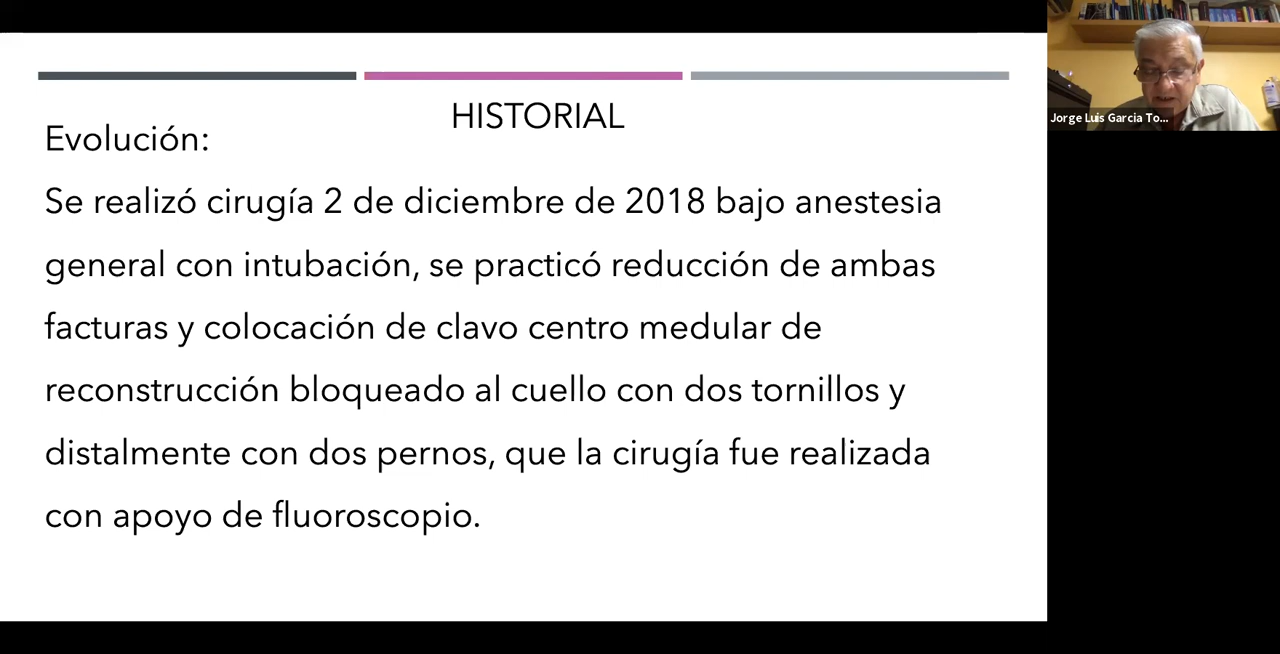 HISTORIAL
Evolución:
Se realizó cirugía 2 de diciembre de 2018 bajo anestesia
general con intubación, se practicó reducción de ambas
facturas y colocación de clavo centro medular de
reconstrucción bloqueado al cuello con dos tornillos y
distalmente con dos pernos, que la cirugía fue realizada
con apoyo de fluoroscopio.
Jorge Luis Garcia To...